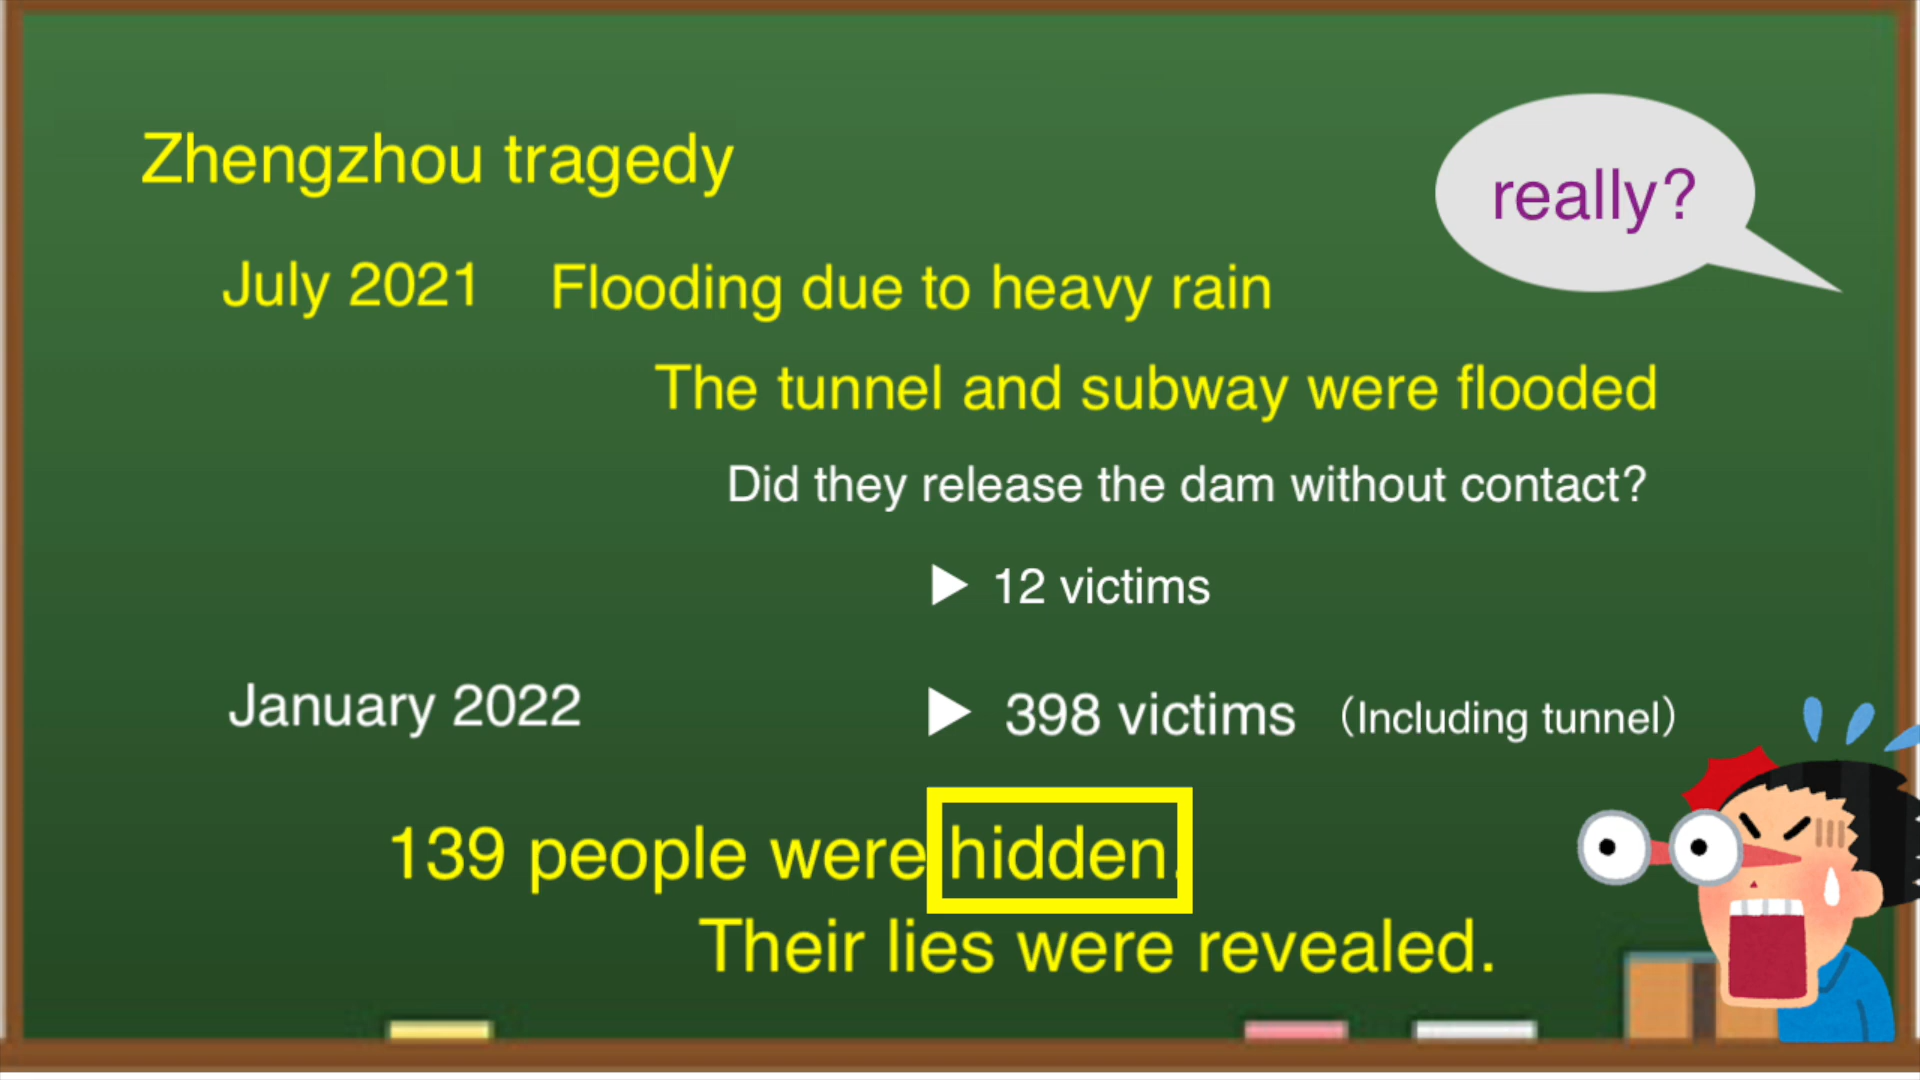 Zhengzhou tragedy
really?
July 2021 Flooding due to heavy rain
The tunnel and subway were flooded
Did they release the dam without contact?
▶ 12 victims
January 2022 ▶ 398 victims （Including tunnel）
139 people were hidden.
Their lies were revealed.